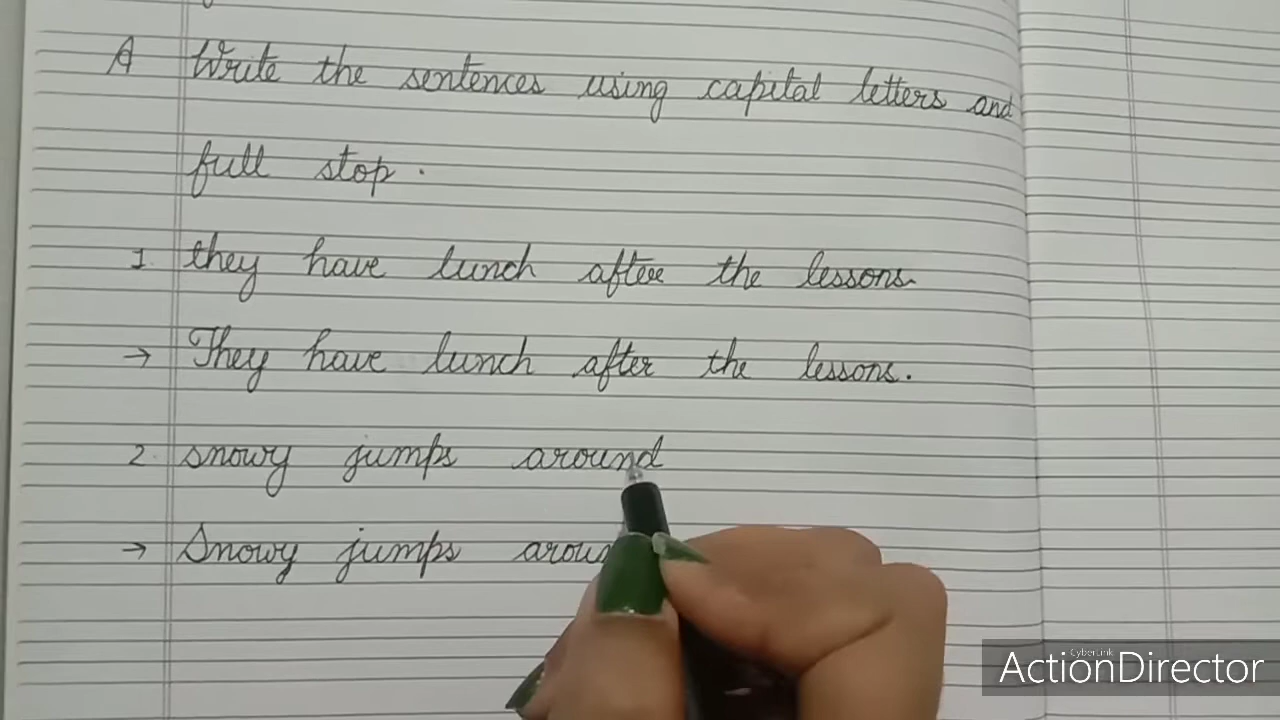 A Write the sentences using capital letters and
full stop.
1. they have lunch after the lessons
→ They have lunch after the lessons.
2. snowy jumps around
→ Snowy jumps
CyberLink
ActionDirector